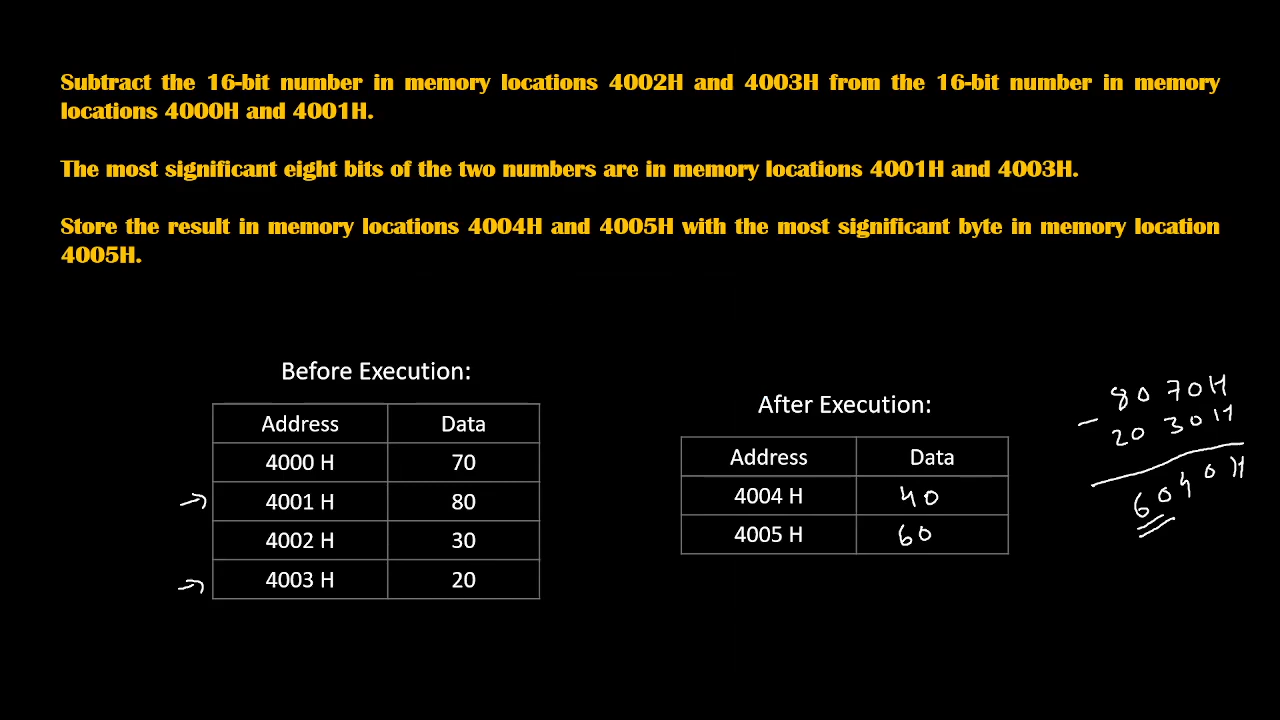 Subtract the 16-bit number in memory locations 4002H and 4003H from the 16-bit number in memory
locations 4000H and 4001H.
The most significant eight bits of the two numbers are in memory locations 4001H and 4003H.
Store the result in memory locations 4004H and 4005H with the most significant byte in memory location
4005H.
Before Execution:
Address Data
4000 H 70
4001 H 80
4002 H 30
4003 H 20
After Execution:
Address Data
4004 H 40
4005 H 60
8070H
- 2030H
6040H